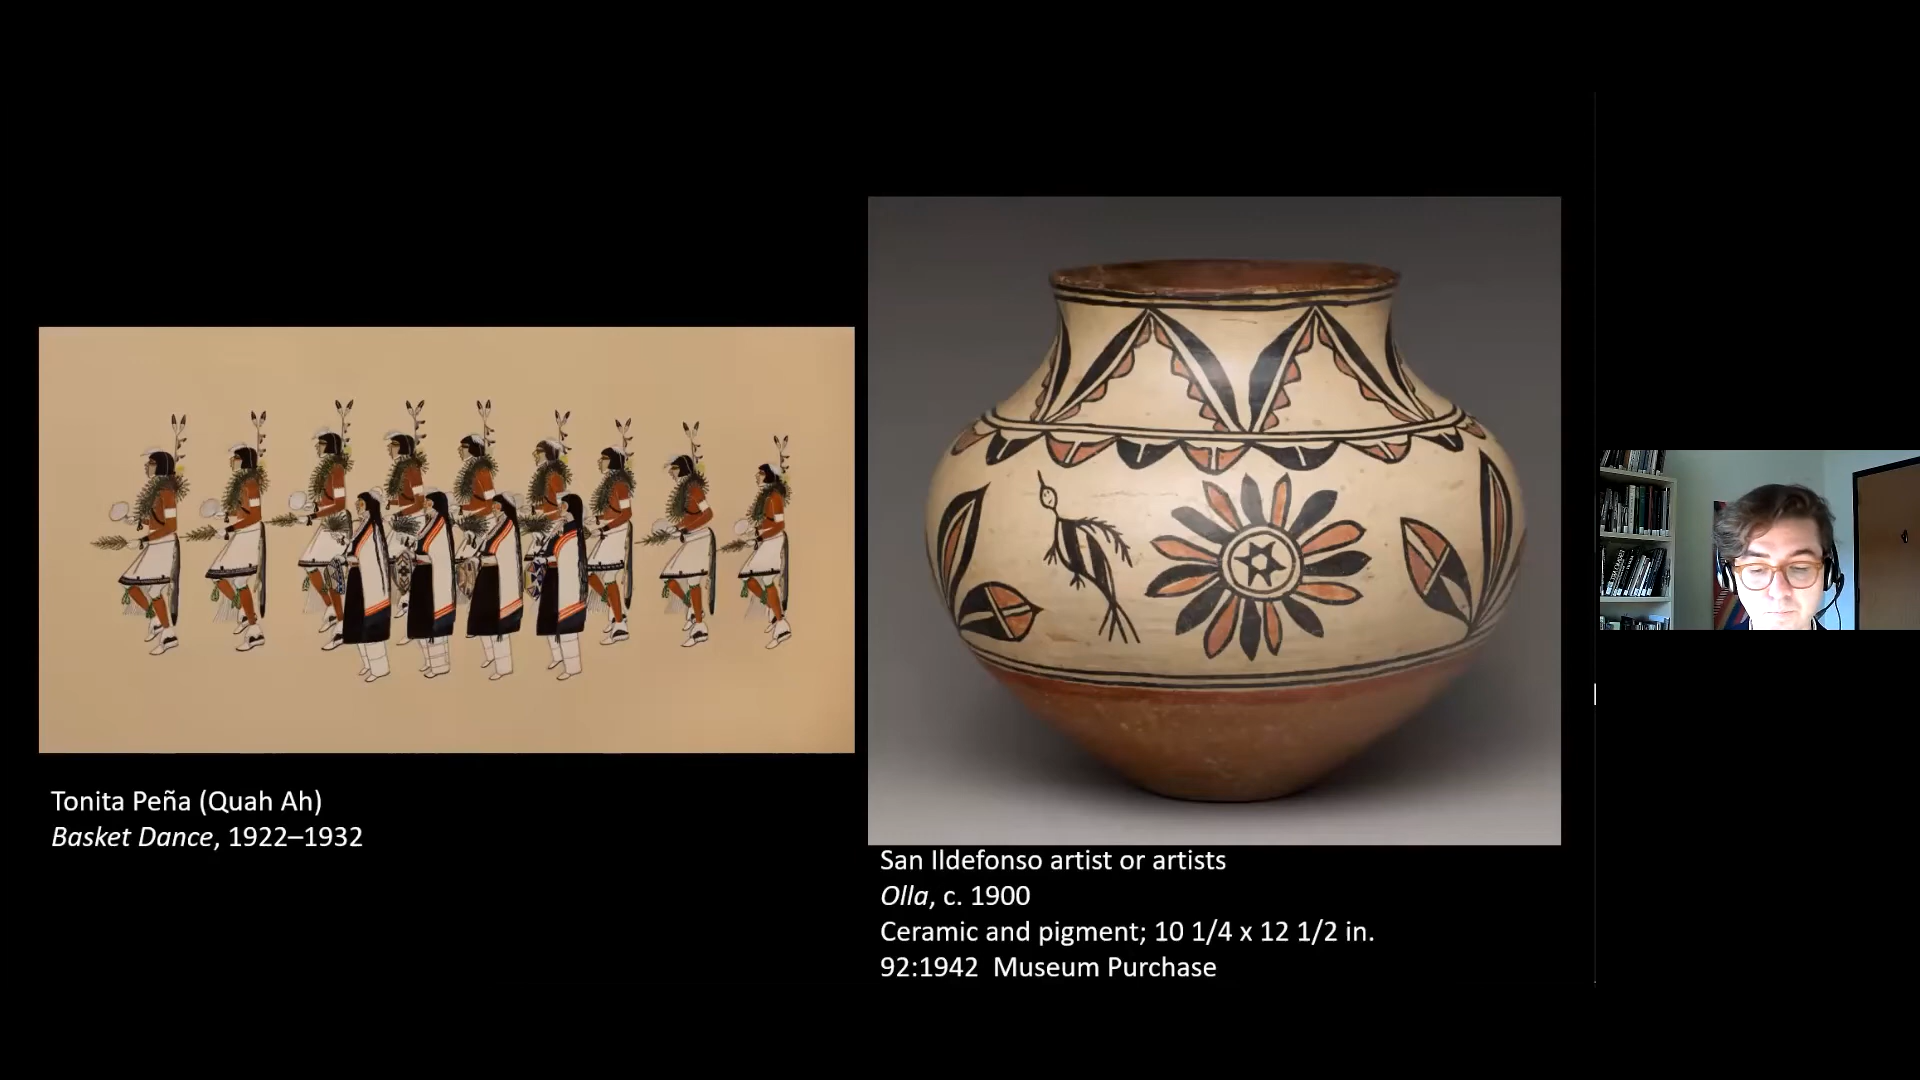 Tonita Peña (Quah Ah)
Basket Dance, 1922–1932
San Ildefonso artist or artists
Olla, c. 1900
Ceramic and pigment; 10 1/4 x 12 1/2 in.
92:1942  Museum Purchase